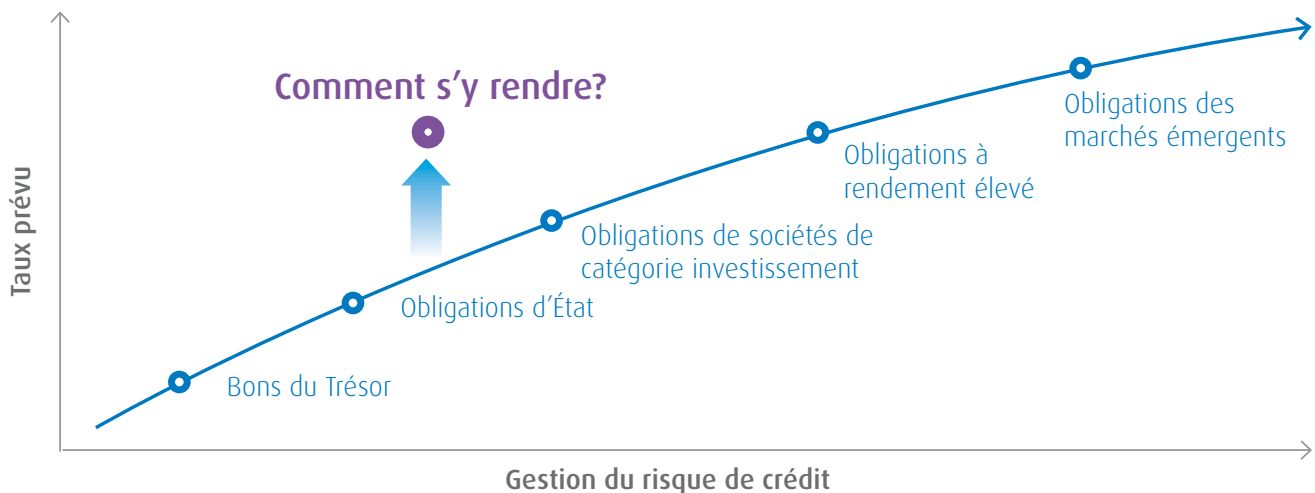 Comment s’y rendre?
Obligations des
marchés émergents
Obligations à
rendement élevé
Obligations de sociétés de
catégorie investissement
Obligations d’État
Bons du Trésor
Taux prévu
Gestion du risque de crédit